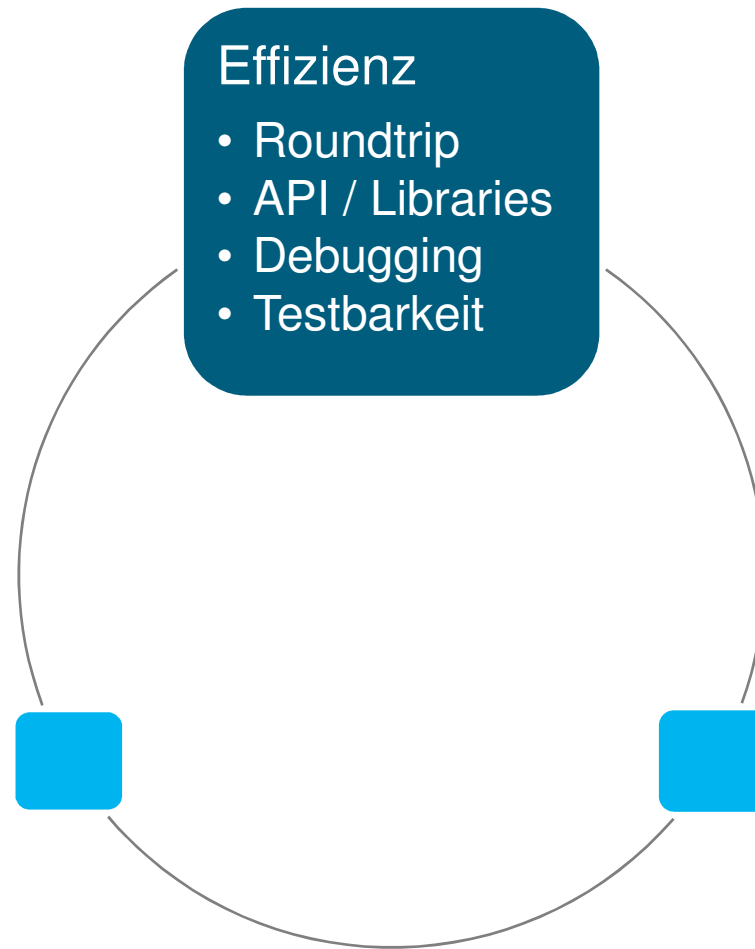 Effizienz
• Roundtrip
• API / Libraries
• Debugging
• Testbarkeit